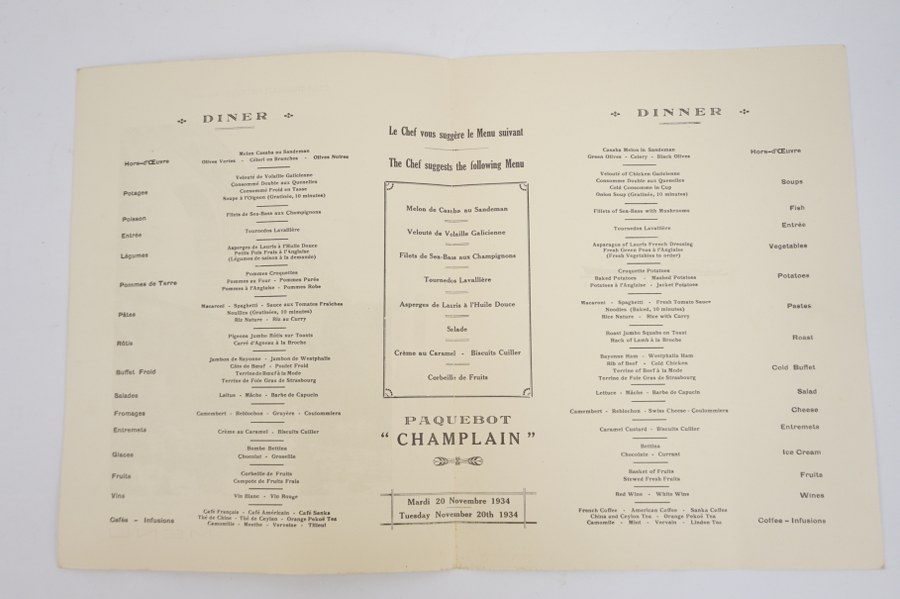 DINER
Hors-d'Œuvre
Melon Casaba au Sandeman
Olives Vertes - Céleri en Branches - Olives Noires
Potages
Velouté de Volaille Galicienne
Consommé Double aux Quenelles
Consommé Froid en Tasse
Soupe à l'Oignon (Gratinée, 10 minutes)
Poisson
Filets de Sea-Bass aux Champignons
Entrée
Tournedos Lavallière
Légumes
Asperges de Lauris à l'Huile Douce
Petits Pois Frais à l'Anglaise
(Légumes de saison à la demande)
Pommes de Terre
Pommes Croquettes
Pommes au Four - Pommes Purée
Pommes à l'Anglaise - Pommes Robe
Pâtes
Macaroni - Spaghetti - Sauce aux Tomates Fraîches
Nouilles (Gratinées, 10 minutes)
Riz Nature - Riz au Curry
Rôtis
Pigeons Jumbo Rôtis sur Toasts
Carré d'Agneau à la Broche
Buffet Froid
Jambon de Bayonne - Jambon de Westphalie
Côte de Bœuf - Poulet Froid
Terrine de Bœuf à la Mode
Terrine de Foie Gras de Strasbourg
Salades
Laitue - Mâche - Barbe de Capucin
Fromages
Camembert - Reblochon - Gruyère - Coulommiers
Entremets
Crème au Caramel - Biscuits Cuiller
Glaces
Bombe Bettina
Chocolat - Groseille
Fruits
Corbeille de Fruits
Compote de Fruits Frais
Vins
Vin Blanc - Vin Rouge
Cafés - Infusions
Café Français - Café Américain - Café Sanka
Thé de Chine - Thé de Ceylan - Orange Pekoë Tea
Camomille - Menthe - Verveine - Tilleul
Le Chef vous suggère le Menu suivant
The Chef suggests the following Menu
Melon de Casaba au Sandeman
Velouté de Volaille Galicienne
Filets de Sea-Bass aux Champignons
Tournedos Lavallière
Asperges de Lauris à l'Huile Douce
Salade
Crème au Caramel - Biscuits Cuiller
Corbeille de Fruits
PAQUEBOT
"CHAMPLAIN"
Mardi 20 Novembre 1934
Tuesday November 20th 1934
DINNER
Casaba Melon in Sandeman
Green Olives - Celery - Black Olives
Hors-d'Œuvre
Velouté of Chicken Galicienne
Consomme Double aux Quenelles
Cold Consomme in Cup
Onion Soup (Gratinée, 10 minutes)
Soups
Filets of Sea-Bass with Mushrooms
Fish
Tournedos Lavallière
Entrée
Asparagus of Lauris French Dressing
Fresh Green Peas à l'Anglaise
(Fresh Vegetables to order)
Vegetables
Croquette Potatoes
Baked Potatoes - Mashed Potatoes
Potatoes à l'Anglaise - Jacket Potatoes
Potatoes
Macaroni - Spaghetti - Fresh Tomato Sauce
Noodles (Baked, 10 minutes)
Rice Nature - Rice with Curry
Pastas
Roast Jumbo Squabs on Toast
Rack of Lamb à la Broche
Roast
Bayonne Ham - Westphalia Ham
Rib of Beef - Cold Chicken
Terrine of Beef à la Mode
Terrine de Foie Gras de Strasbourg
Cold Buffet
Lettuce - Mâche - Barbe de Capucin
Salad
Camembert - Reblochon - Swiss Cheese - Coulommiers
Cheese
Caramel Custard - Biscuits Cuiller
Entremets
Bettina
Chocolate - Currant
Ice Cream
Basket of Fruits
Stewed Fresh Fruits
Fruits
Red Wine - White Wine
Wines
French Coffee - American Coffee - Sanka Coffee
China and Ceylon Tea - Orange Pekoë Tea
Camomile - Mint - Vervain - Linden Tea
Coffee - Infusions